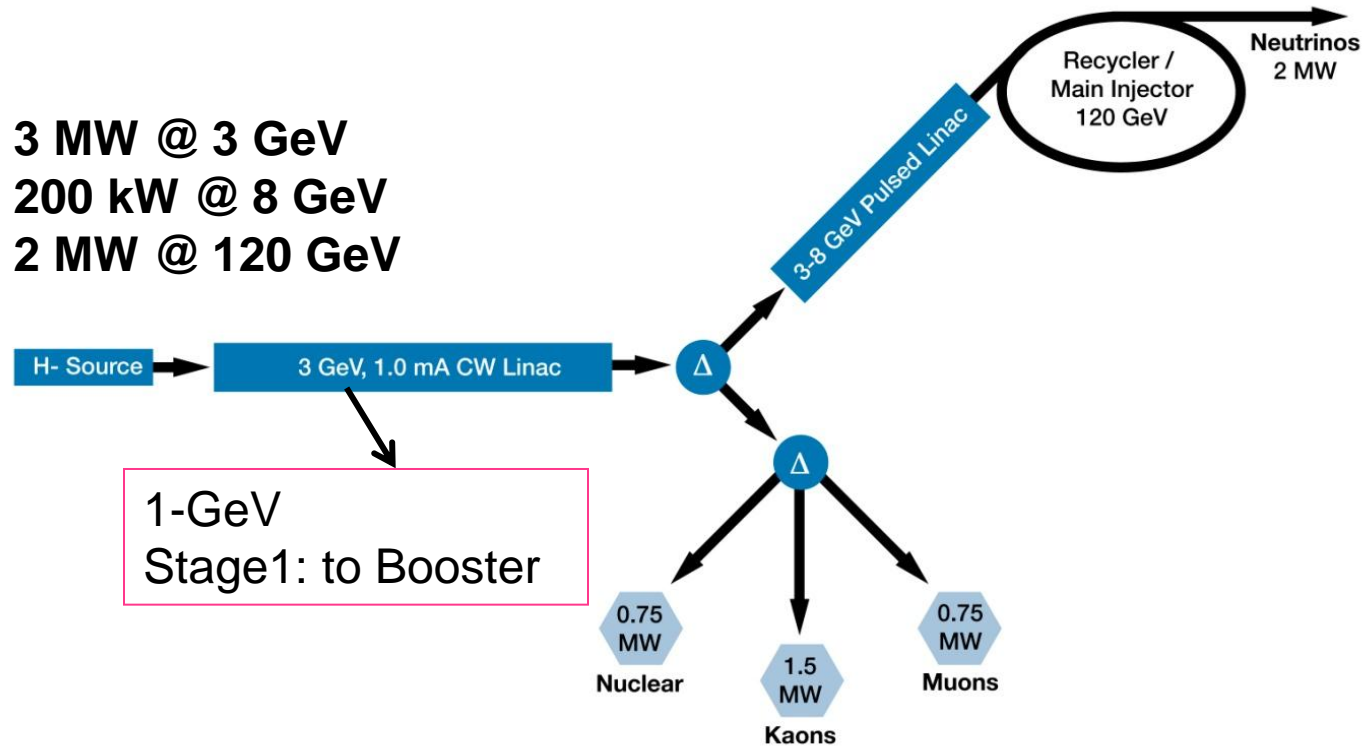 Neutrinos
2 MW
Recycler /
Main Injector
120 GeV
3 MW @ 3 GeV
200 kW @ 8 GeV
2 MW @ 120 GeV
3-8 GeV Pulsed Linac
H- Source
3 GeV, 1.0 mA CW Linac
Δ
Δ
1-GeV
Stage1: to Booster
0.75
MW
Nuclear
1.5
MW
Kaons
0.75
MW
Muons